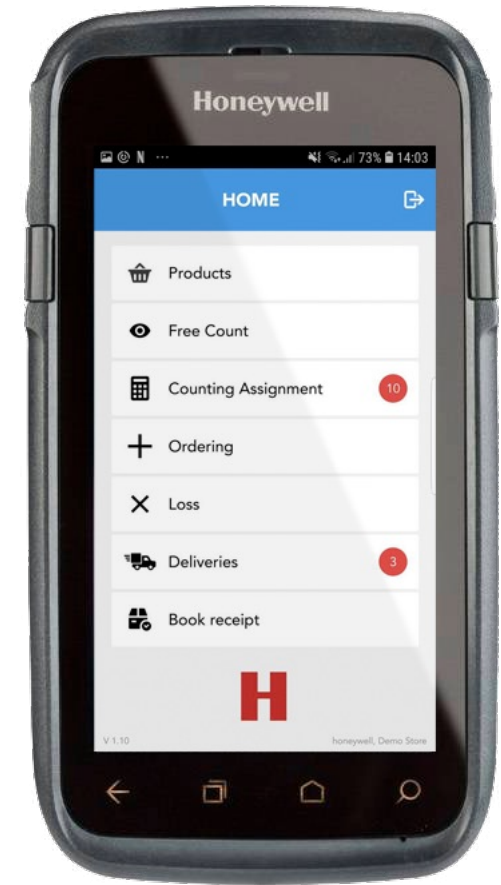 Honeywell
N ... 73% 14:03
HOME
Products
Free Count
Counting Assignment 10
Ordering
Loss
Deliveries 3
Book receipt
H
V 1.10 honeywell, Demo Store